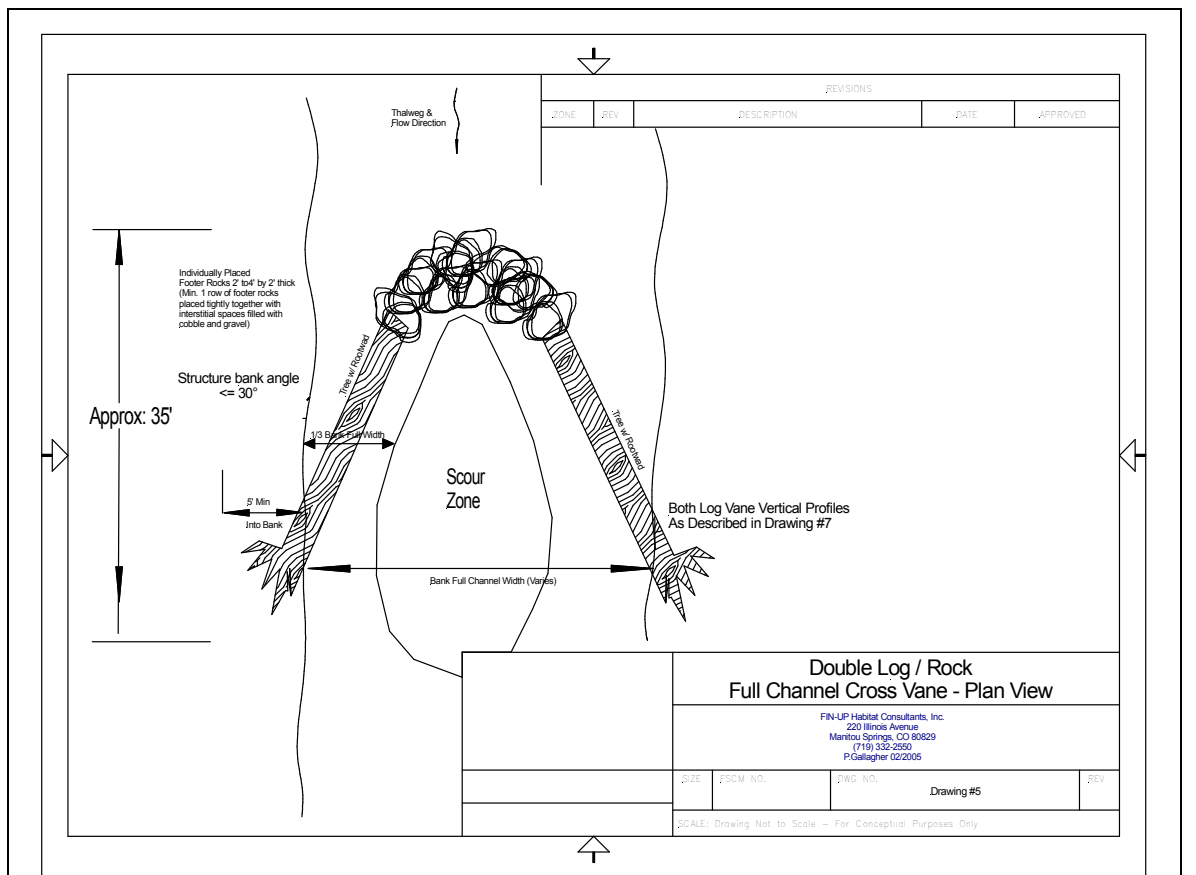 REVISIONS
ZONE REV DESCRIPTION DATE APPROVED
Thalweg &
Flow Direction
Individually Placed
Footer Rocks 2' to4' by 2' thick
(Min. 1 row of footer rocks
placed tightly together with
interstitial spaces filled with
cobble and gravel)
Structure bank angle
<= 30°
Approx: 35'
Tree w/ Rootwad
Tree w/ Rootwad
1/3 Bank Full Width
Scour
Zone
5' Min
Into Bank
Both Log Vane Vertical Profiles
As Described in Drawing #7
Bank Full Channel Width (Varies)
Double Log / Rock
Full Channel Cross Vane - Plan View
FIN-UP Habitat Consultants, Inc.
220 Illinois Avenue
Manitou Springs, CO 80829
(719) 332-2550
P.Gallagher 02/2005
SIZE FSCM NO. DWG NO. REV
Drawing #5
SCALE: Drawing Not to Scale - For Conceptual Purposes Only